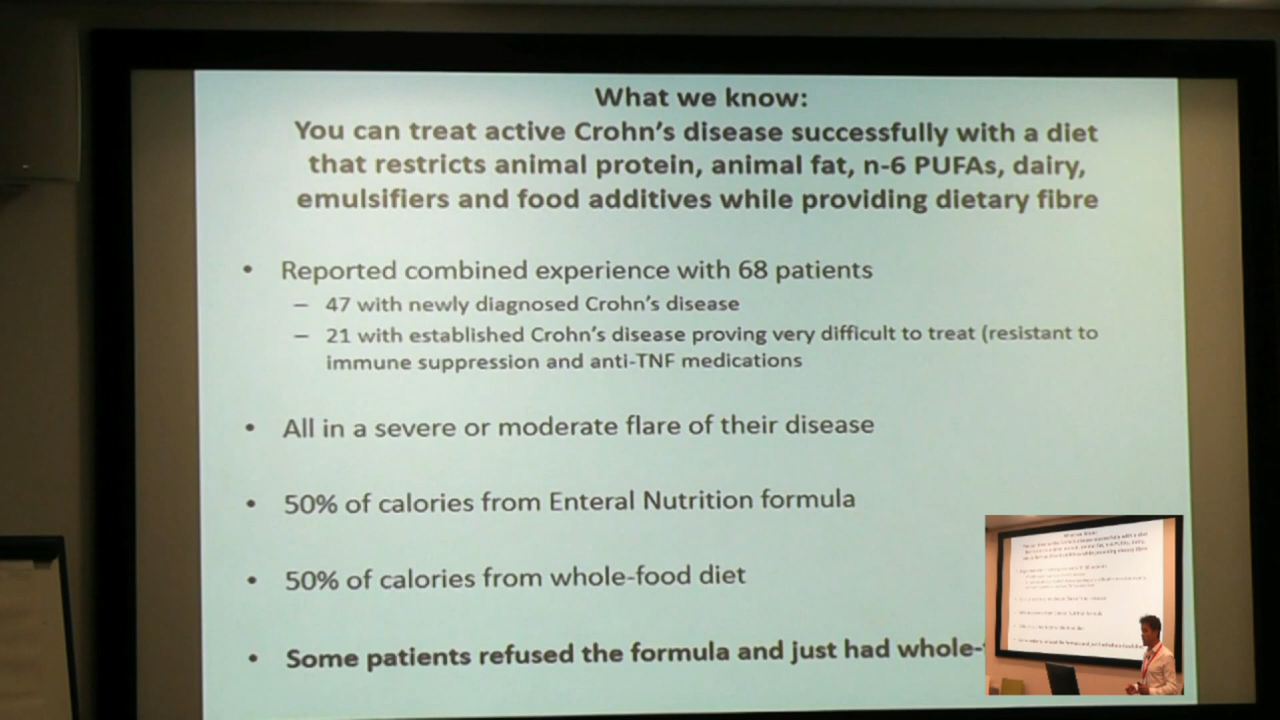 What we know:
You can treat active Crohn's disease successfully with a diet
that restricts animal protein, animal fat, n-6 PUFAs, dairy,
emulsifiers and food additives while providing dietary fibre
• Reported combined experience with 68 patients
– 47 with newly diagnosed Crohn's disease
– 21 with established Crohn's disease proving very difficult to treat (resistant to
immune suppression and anti-TNF medications
• All in a severe or moderate flare of their disease
• 50% of calories from Enteral Nutrition formula
• 50% of calories from whole-food diet
• Some patients refused the formula and just had whole-